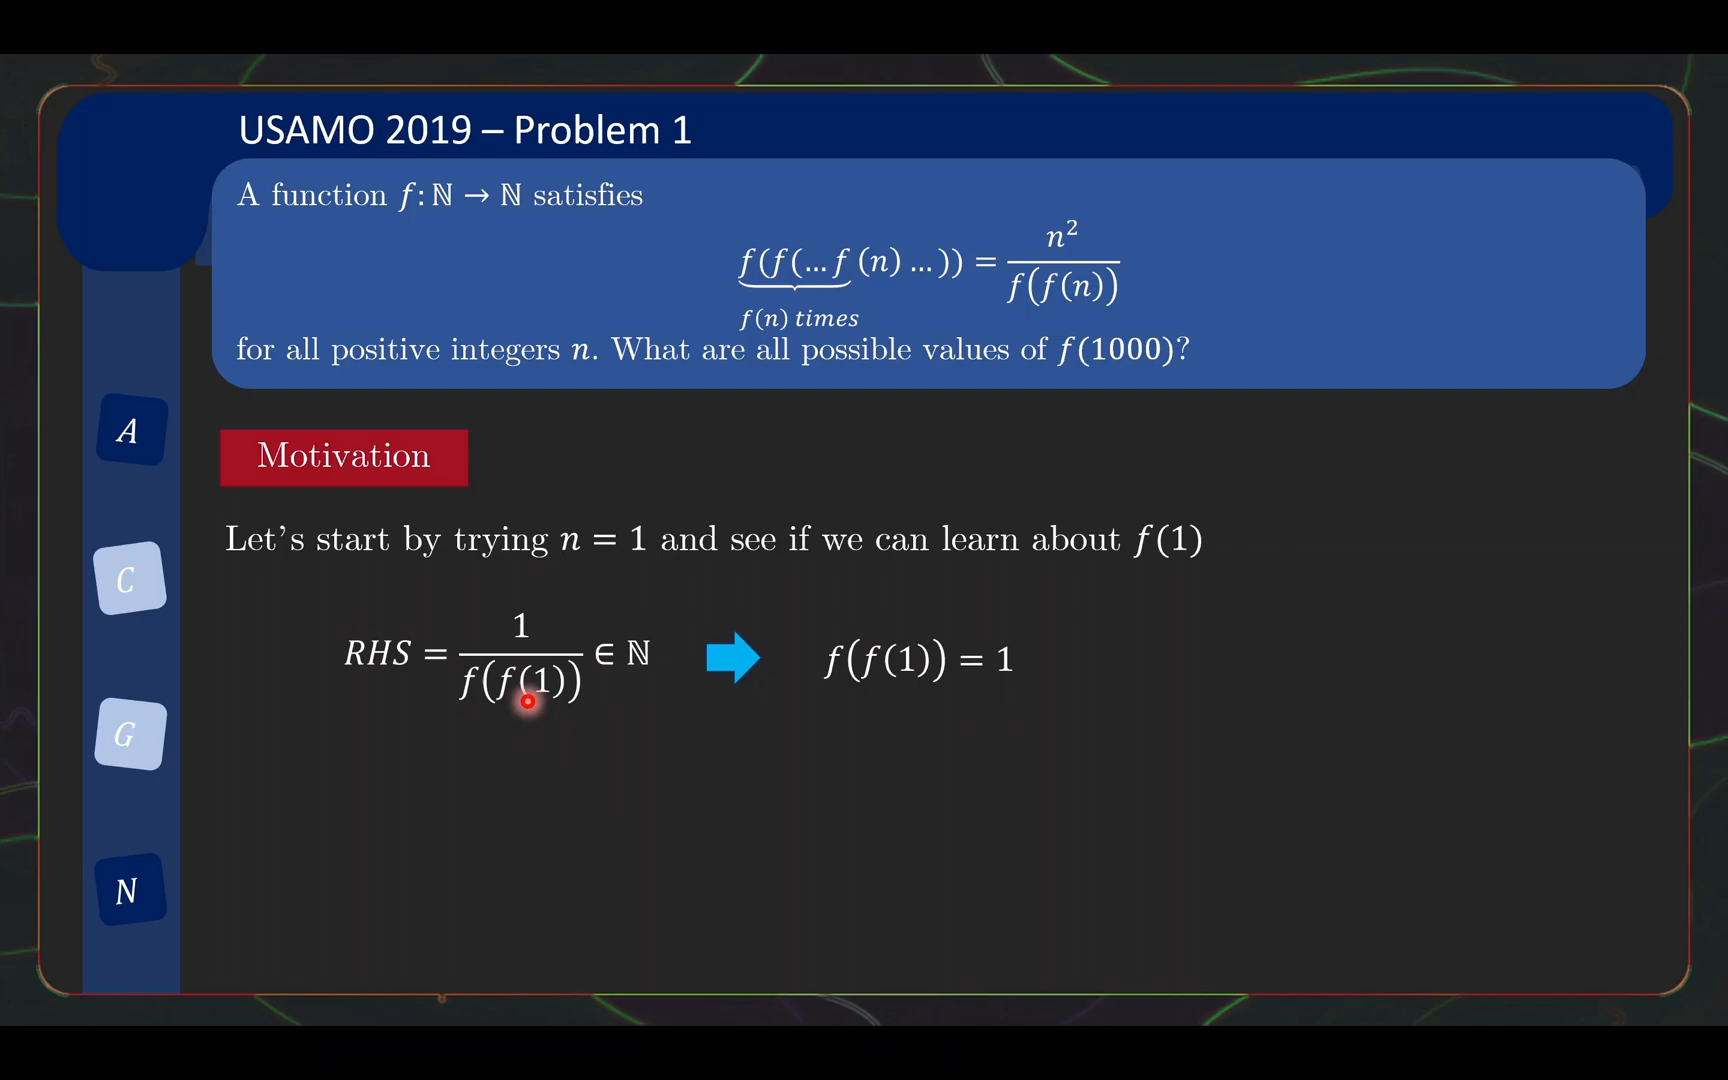 USAMO 2019 – Problem 1
A function f: ℕ → ℕ satisfies
f(f(…f (n) …)) = n² / f(f(n))
f(n) times
for all positive integers n. What are all possible values of f(1000)?
A
Motivation
Let's start by trying n = 1 and see if we can learn about f(1)
C
RHS = 1 / f(f(1)) ∈ ℕ f(f(1)) = 1
G
N